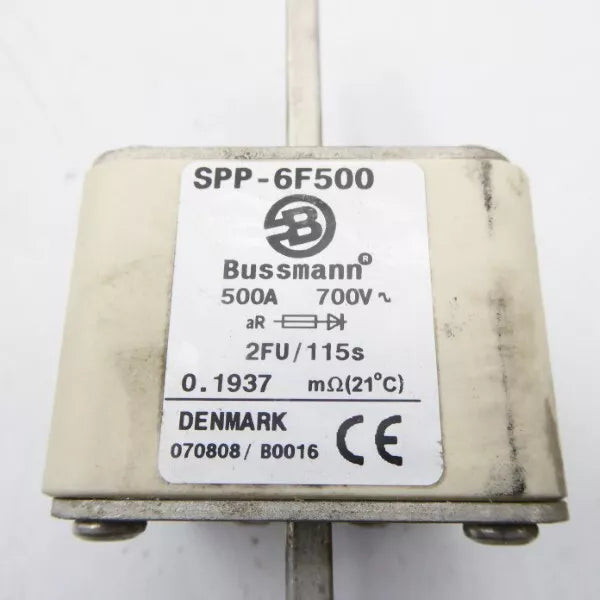 SPP-6F500
B
Bussmann®
500A 700V ~
aR
2FU/115s
0.1937 mΩ(21°C)
DENMARK
070808/ B0016 CE